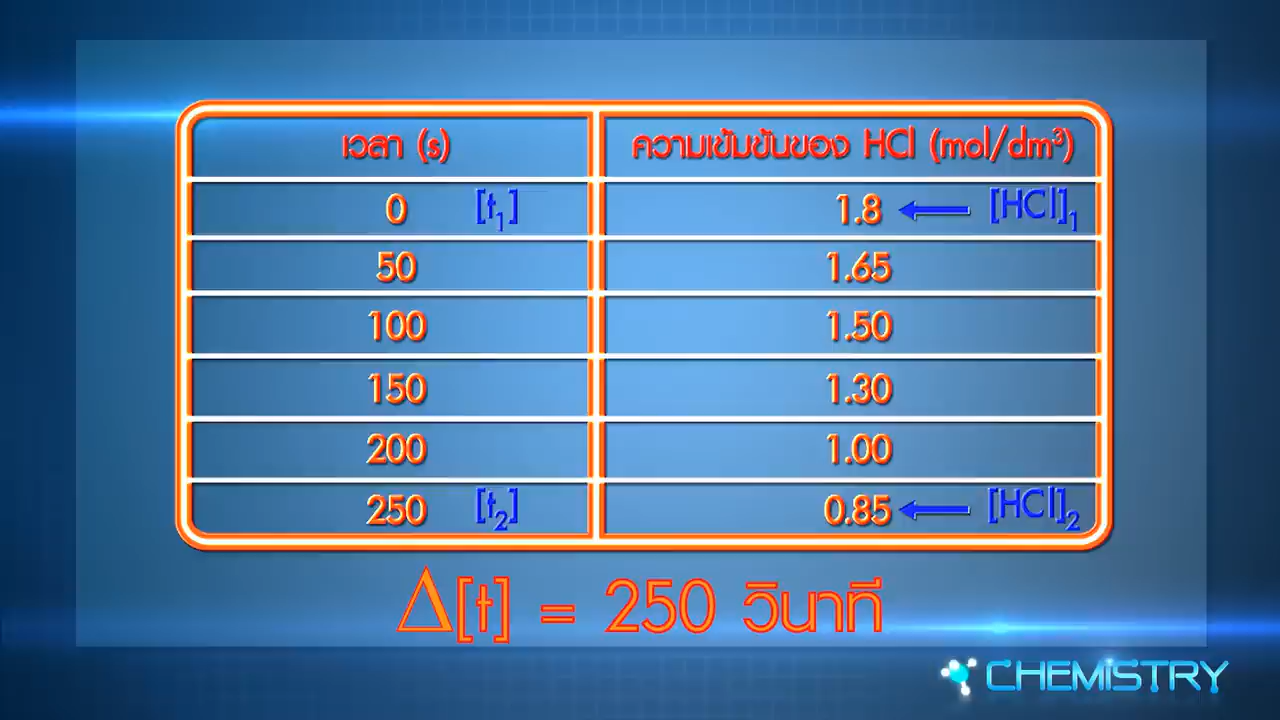 เวลา (s) ความเข้มข้นของ HCl (mol/dm³)
0 [t₁] 1.8 [HCl]₁
50 1.65
100 1.50
150 1.30
200 1.00
250 [t₂] 0.85 [HCl]₂
Δ[t] = 250 วินาที
CHEMISTRY